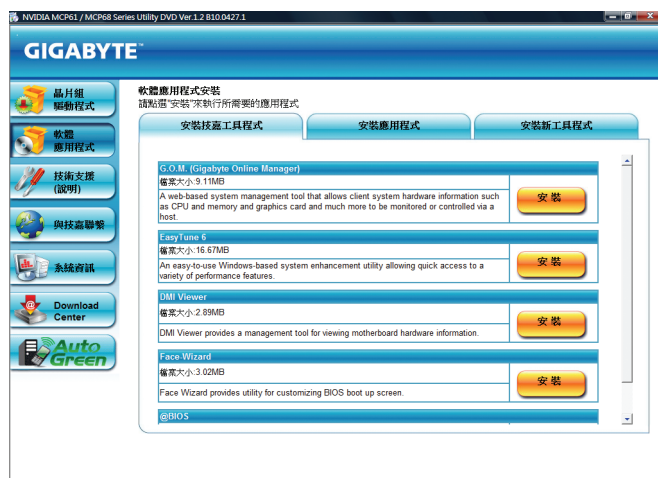 NVIDIA MCP61 / MCP68 Series Utility DVD Ver.1.2 B10.0427.1
GIGABYTE™
晶片組
驅動程式
軟體
應用程式
技術支援
(說明)
與技嘉聯繫
系統資訊
Download
Center
Auto
Green
軟體應用程式安裝
請點選"安裝"來執行所需要的應用程式
安裝技嘉工具程式
安裝應用程式
安裝新工具程式
G.O.M. (Gigabyte Online Manager)
檔案大小:9.11MB
A web-based system management tool that allows client system hardware information such
as CPU and memory and graphics card and much more to be monitored or controlled via a
host.
安裝
EasyTune 6
檔案大小:16.67MB
An easy-to-use Windows-based system enhancement utility allowing quick access to a
variety of performance features.
安裝
DMI Viewer
檔案大小:2.89MB
DMI Viewer provides a management tool for viewing motherboard hardware information.
安裝
Face-Wizard
檔案大小:3.02MB
Face Wizard provides utility for customizing BIOS boot up screen.
安裝
@BIOS